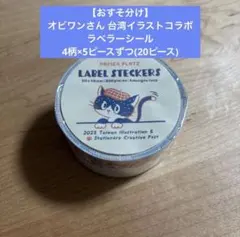 【おすそ分け】
オビワンさん 台湾イラストコラボ
ラベラーシール
4柄×5ピースずつ(20ピース)
PAPIER PLATZ
LABEL STECKERS
2022 Taiwan Illustration &
Stationery Creative Fair